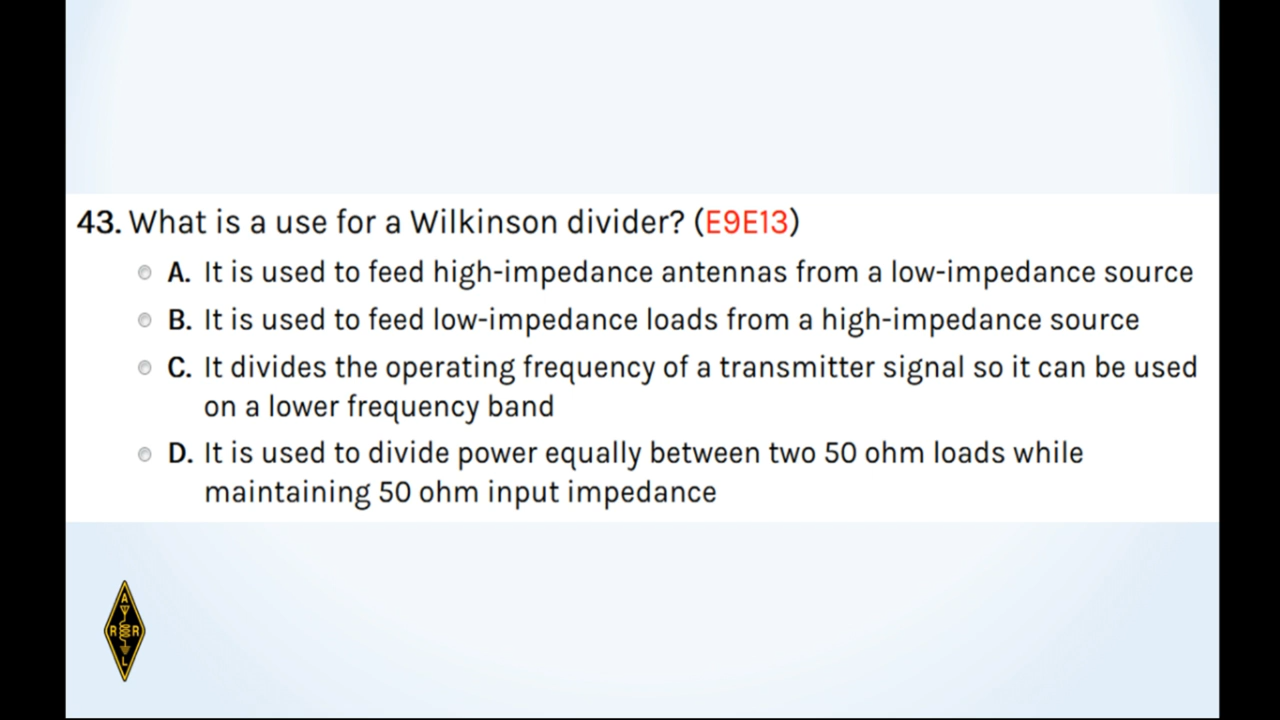 43. What is a use for a Wilkinson divider? (E9E13)
A. It is used to feed high-impedance antennas from a low-impedance source
B. It is used to feed low-impedance loads from a high-impedance source
C. It divides the operating frequency of a transmitter signal so it can be used
on a lower frequency band
D. It is used to divide power equally between two 50 ohm loads while
maintaining 50 ohm input impedance
A
R R
L